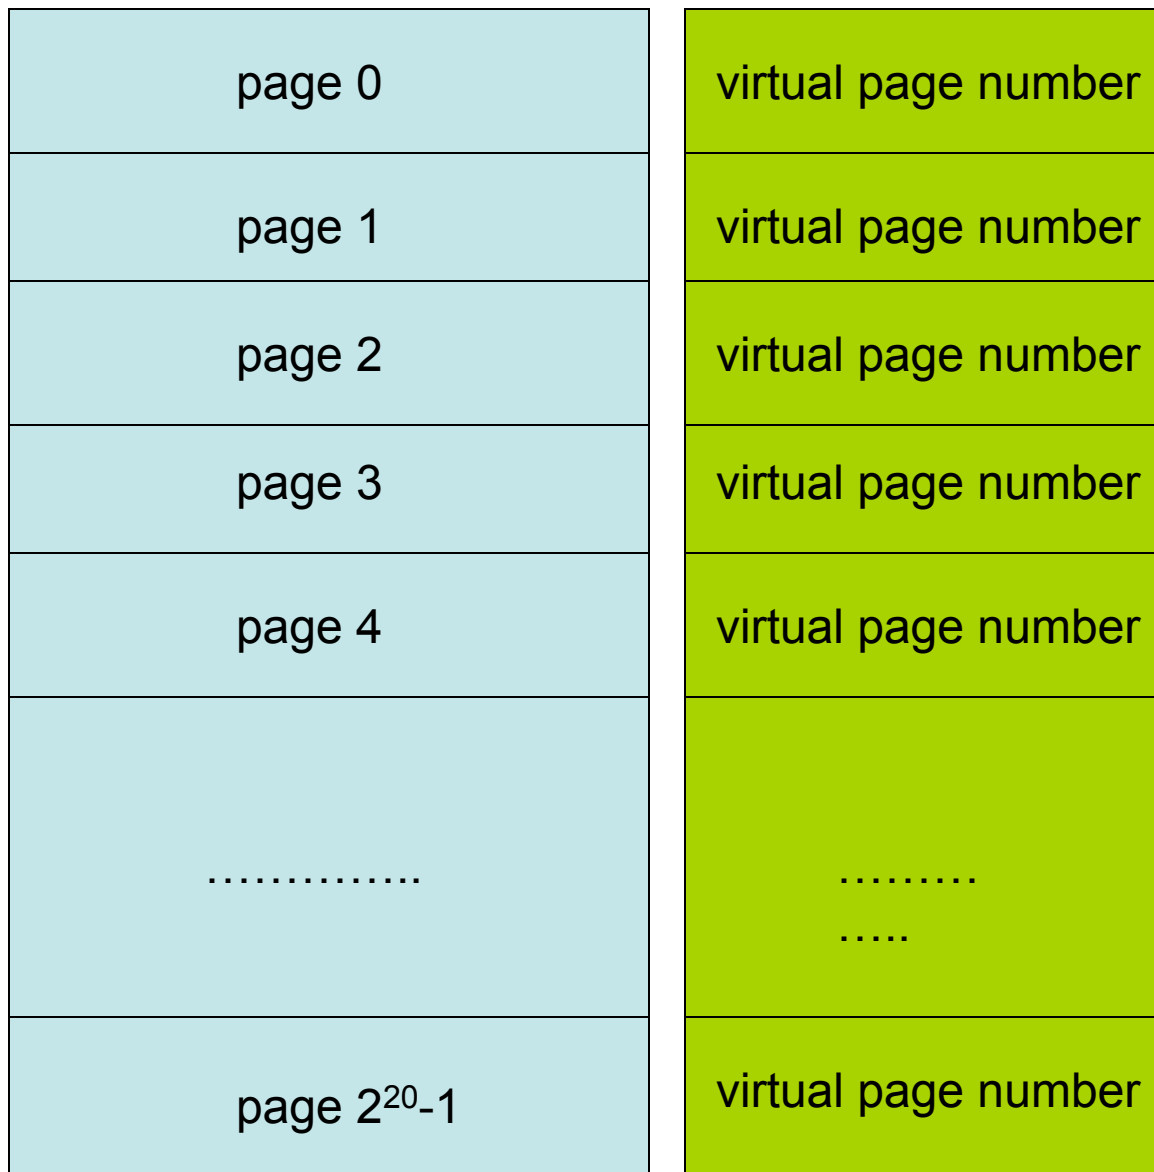 page 0 virtual page number
page 1 virtual page number
page 2 virtual page number
page 3 virtual page number
page 4 virtual page number
………….. ………
…..
page 2²⁰-1 virtual page number